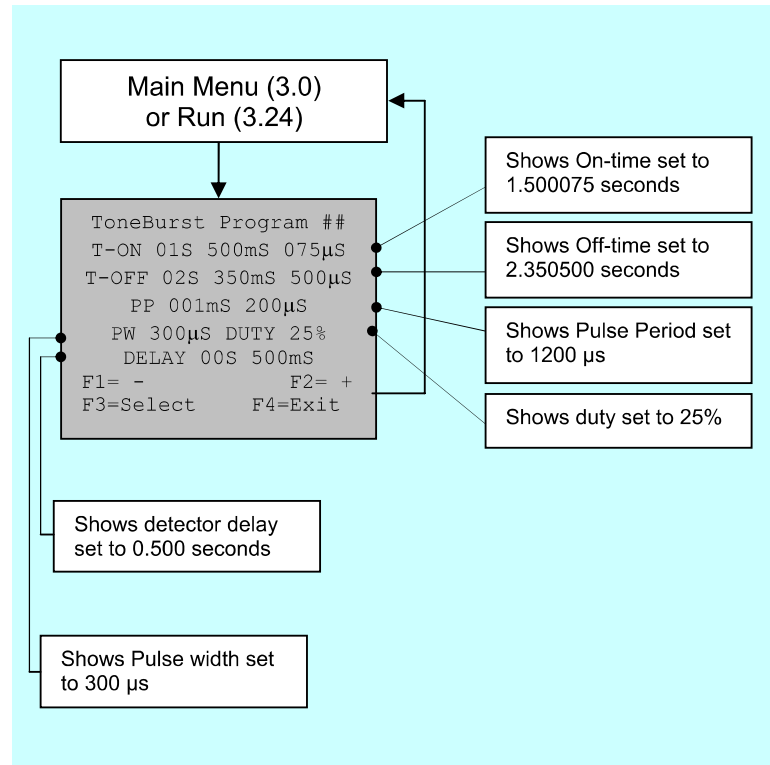 Main Menu (3.0)
or Run (3.24)
ToneBurst Program ##
T-ON 01S 500mS 075µS
T-OFF 02S 350mS 500µS
PP 001mS 200µS
PW 300µS DUTY 25%
DELAY 00S 500mS
F1= - F2= +
F3=Select F4=Exit
Shows On-time set to
1.500075 seconds
Shows Off-time set to
2.350500 seconds
Shows Pulse Period set
to 1200 µs
Shows duty set to 25%
Shows detector delay
set to 0.500 seconds
Shows Pulse width set
to 300 µs